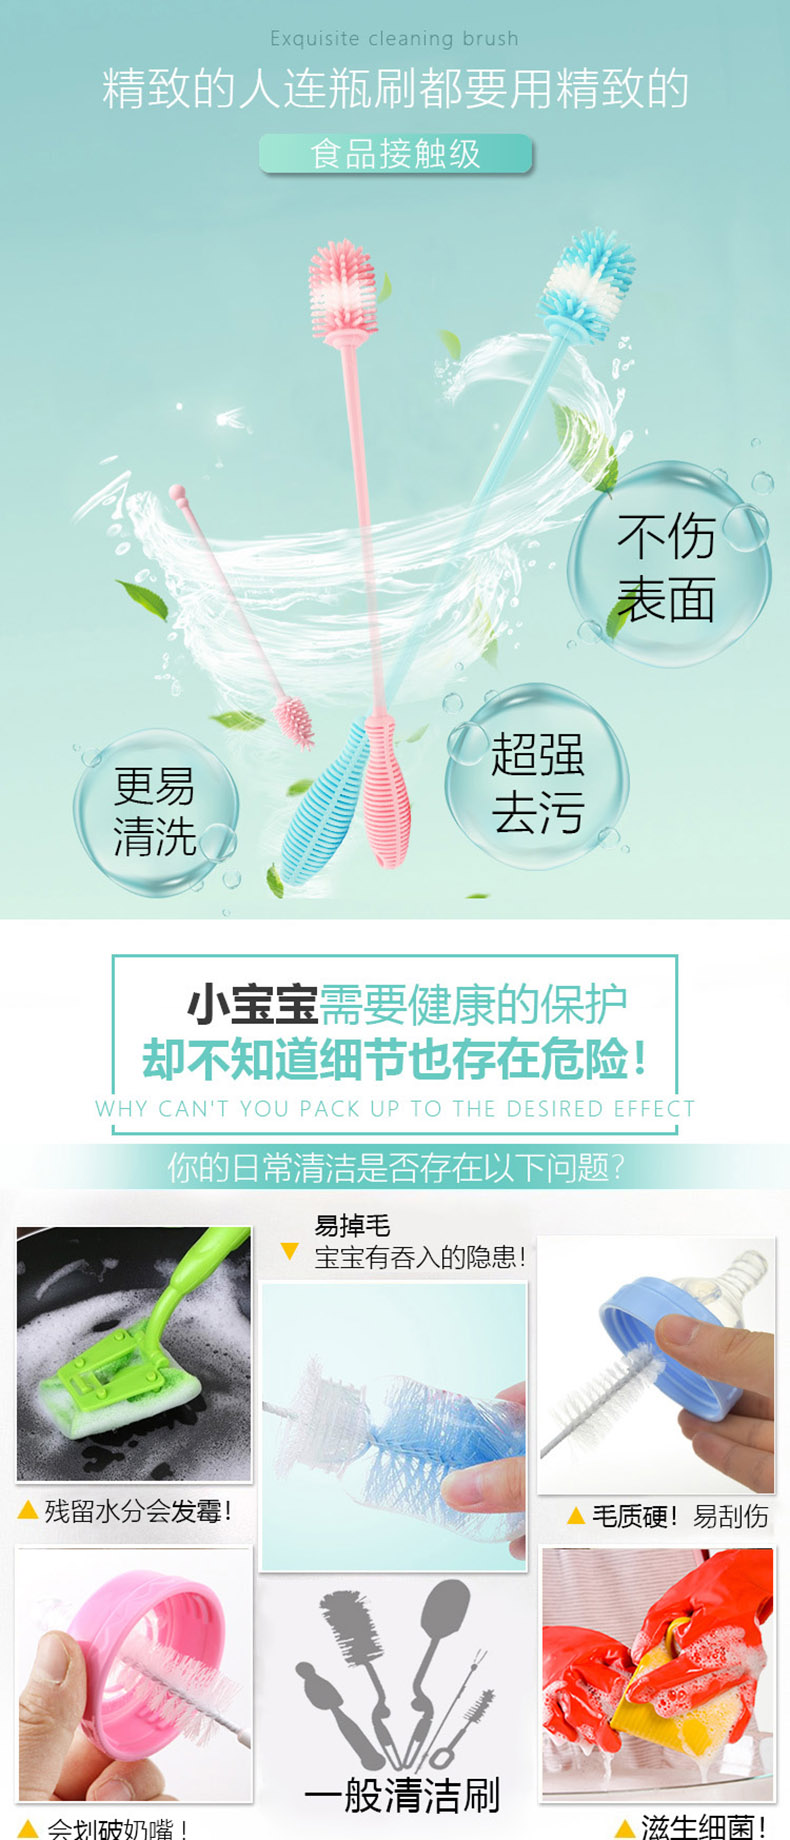 Exquisite cleaning brush
精致的人连瓶刷都要用精致的
食品接触级
不伤
表面
超强
去污
更易
清洗
小宝宝需要健康的保护
却不知道细节也存在危险！
WHY CAN'T YOU PACK UP TO THE DESIRED EFFECT
你的日常清洁是否存在以下问题？
易掉毛
宝宝有吞入的隐患！
残留水分会发霉！
毛质硬！易刮伤
一般清洁刷
会划破奶嘴！
滋生细菌！